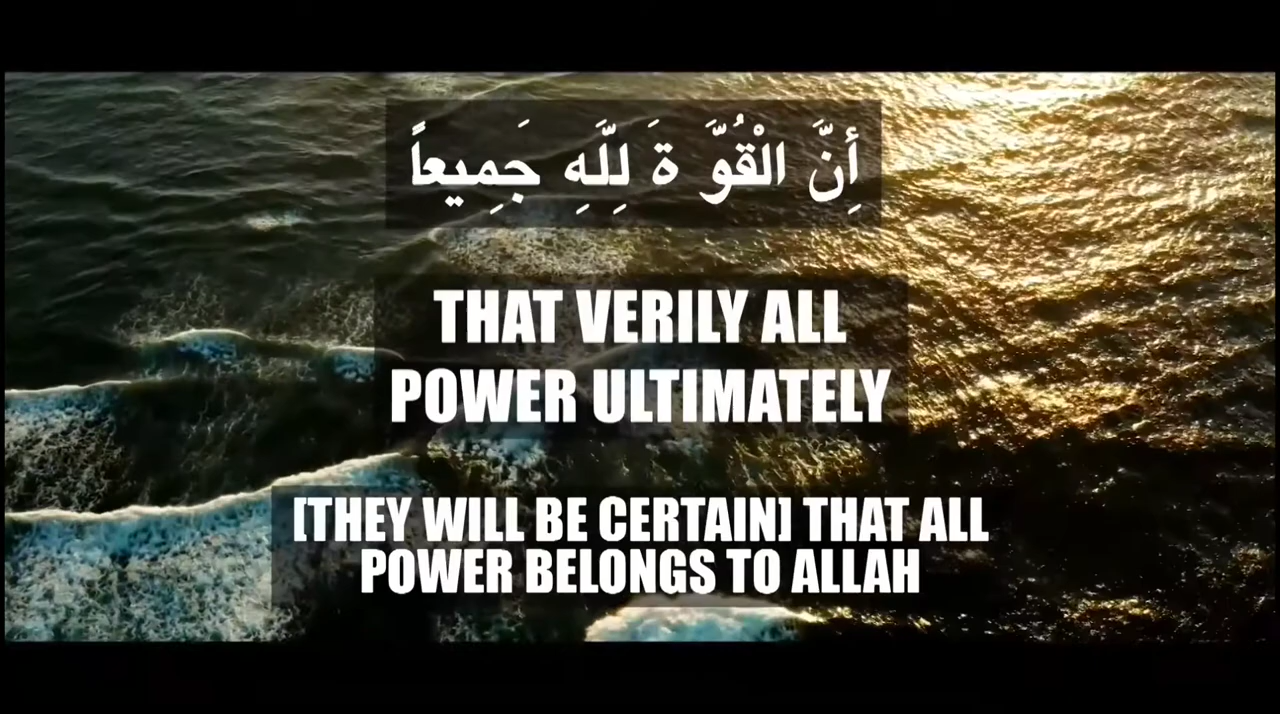 أَِنَّ الْقُوَّ ةَ لِلَّهِ جَمِيعاً
THAT VERILY ALL
POWER ULTIMATELY
[THEY WILL BE CERTAIN] THAT ALL
POWER BELONGS TO ALLAH